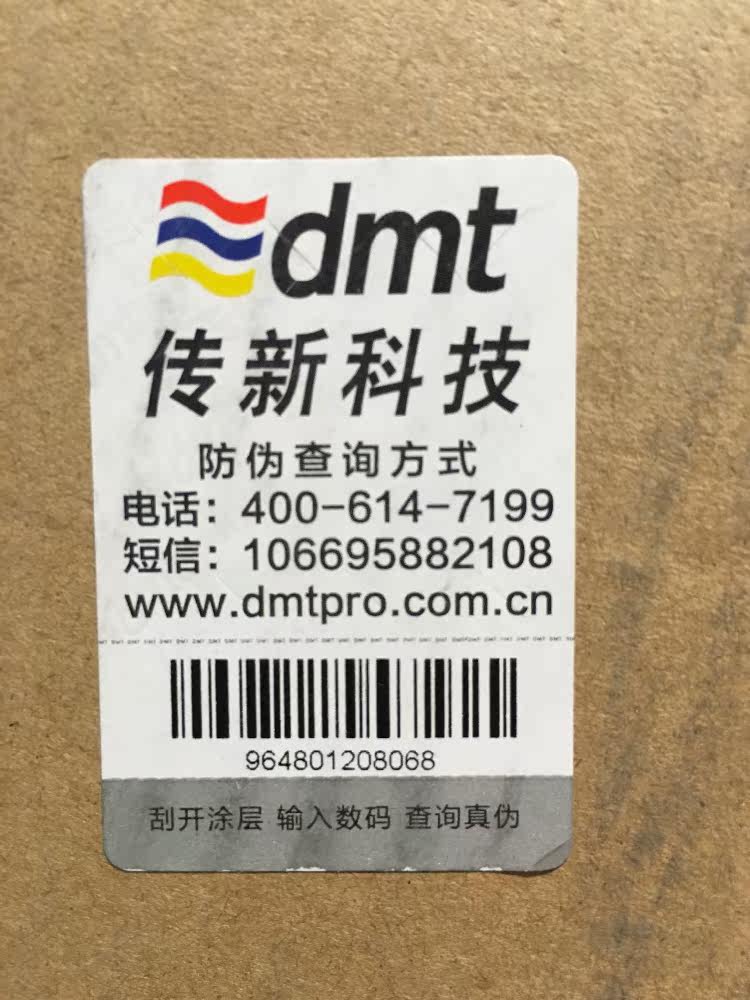 dmt
传新科技
防伪查询方式
电话：400-614-7199
短信：106695882108
www.dmtpro.com.cn
964801208068
刮开涂层 输入数码 查询真伪